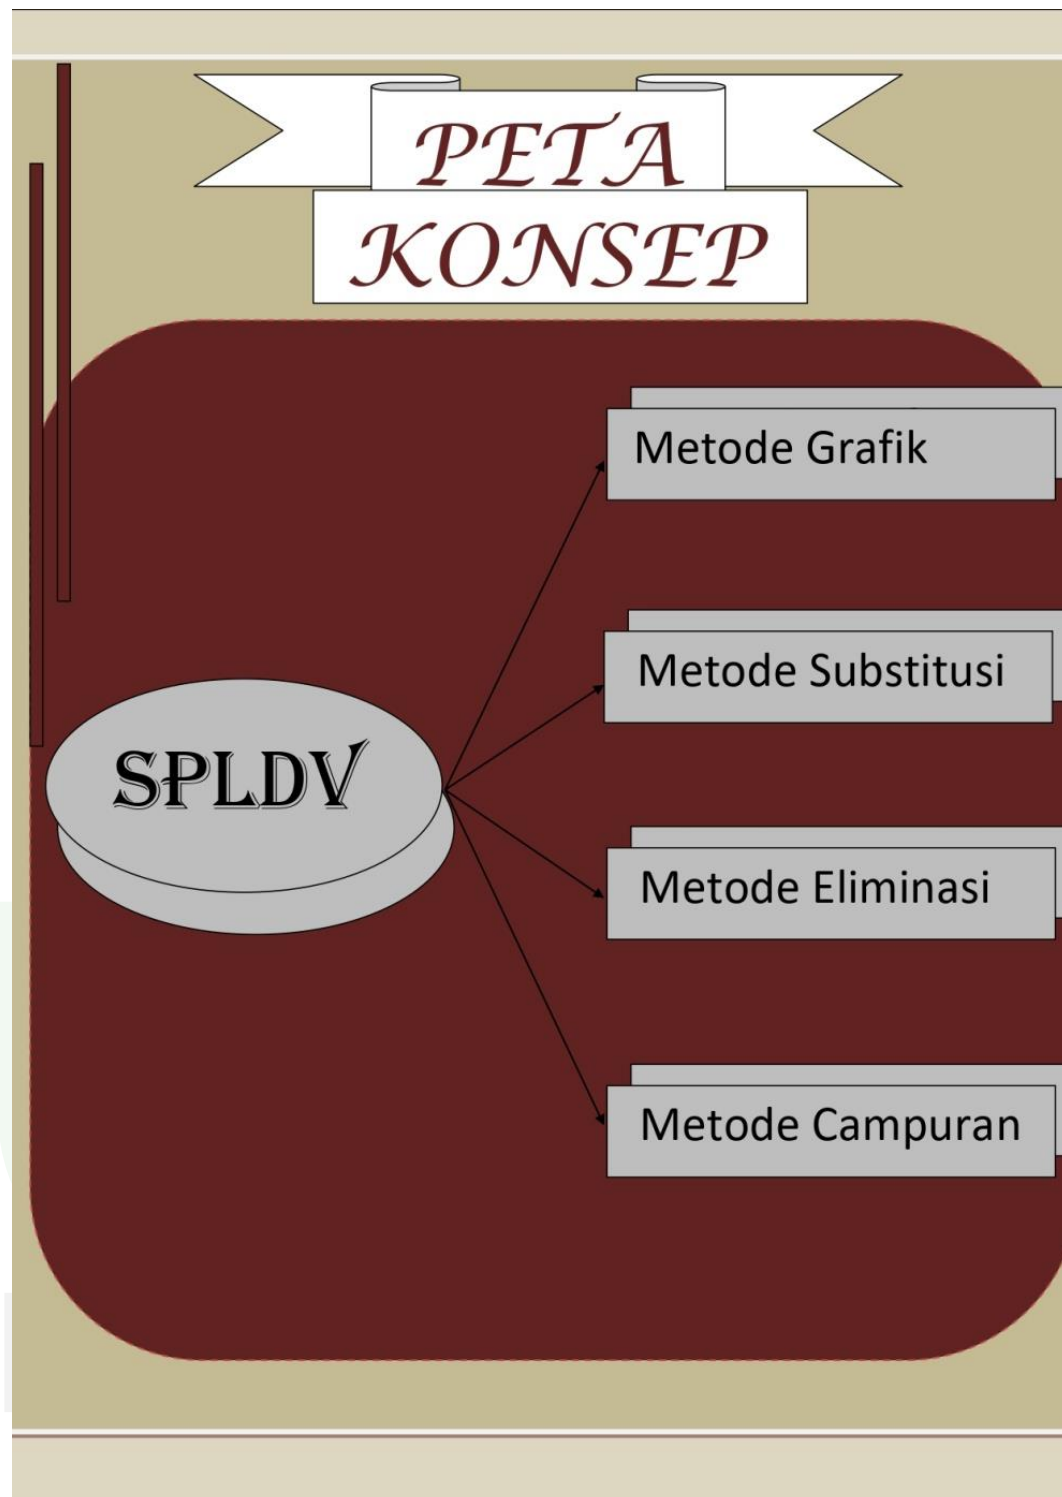 PETA
KONSEP
Metode Grafik
Metode Substitusi
SPLDV
Metode Eliminasi
Metode Campuran